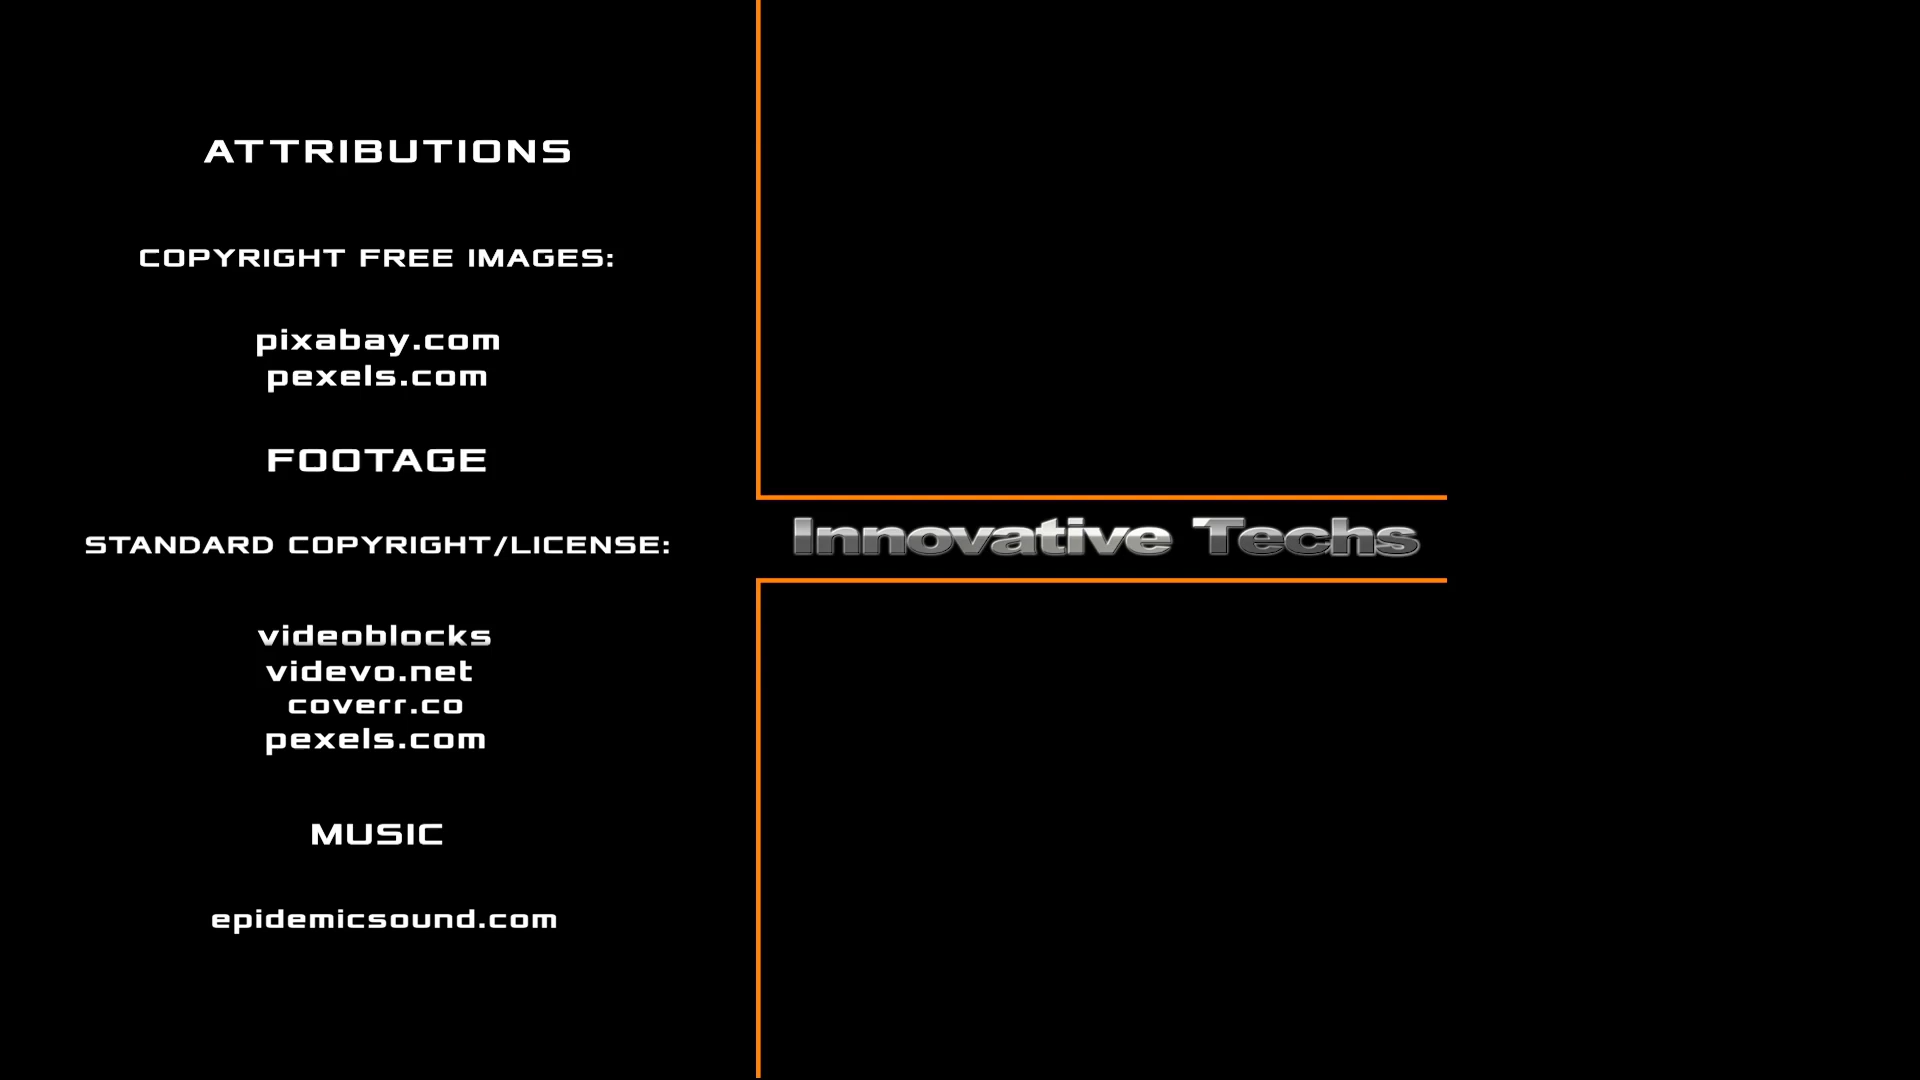 ATTRIBUTIONS
COPYRIGHT FREE IMAGES:
pixabay.com
pexels.com
FOOTAGE
STANDARD COPYRIGHT/LICENSE:
videoblocks
videvo.net
coverr.co
pexels.com
MUSIC
epidemicsound.com
Innovative Techs